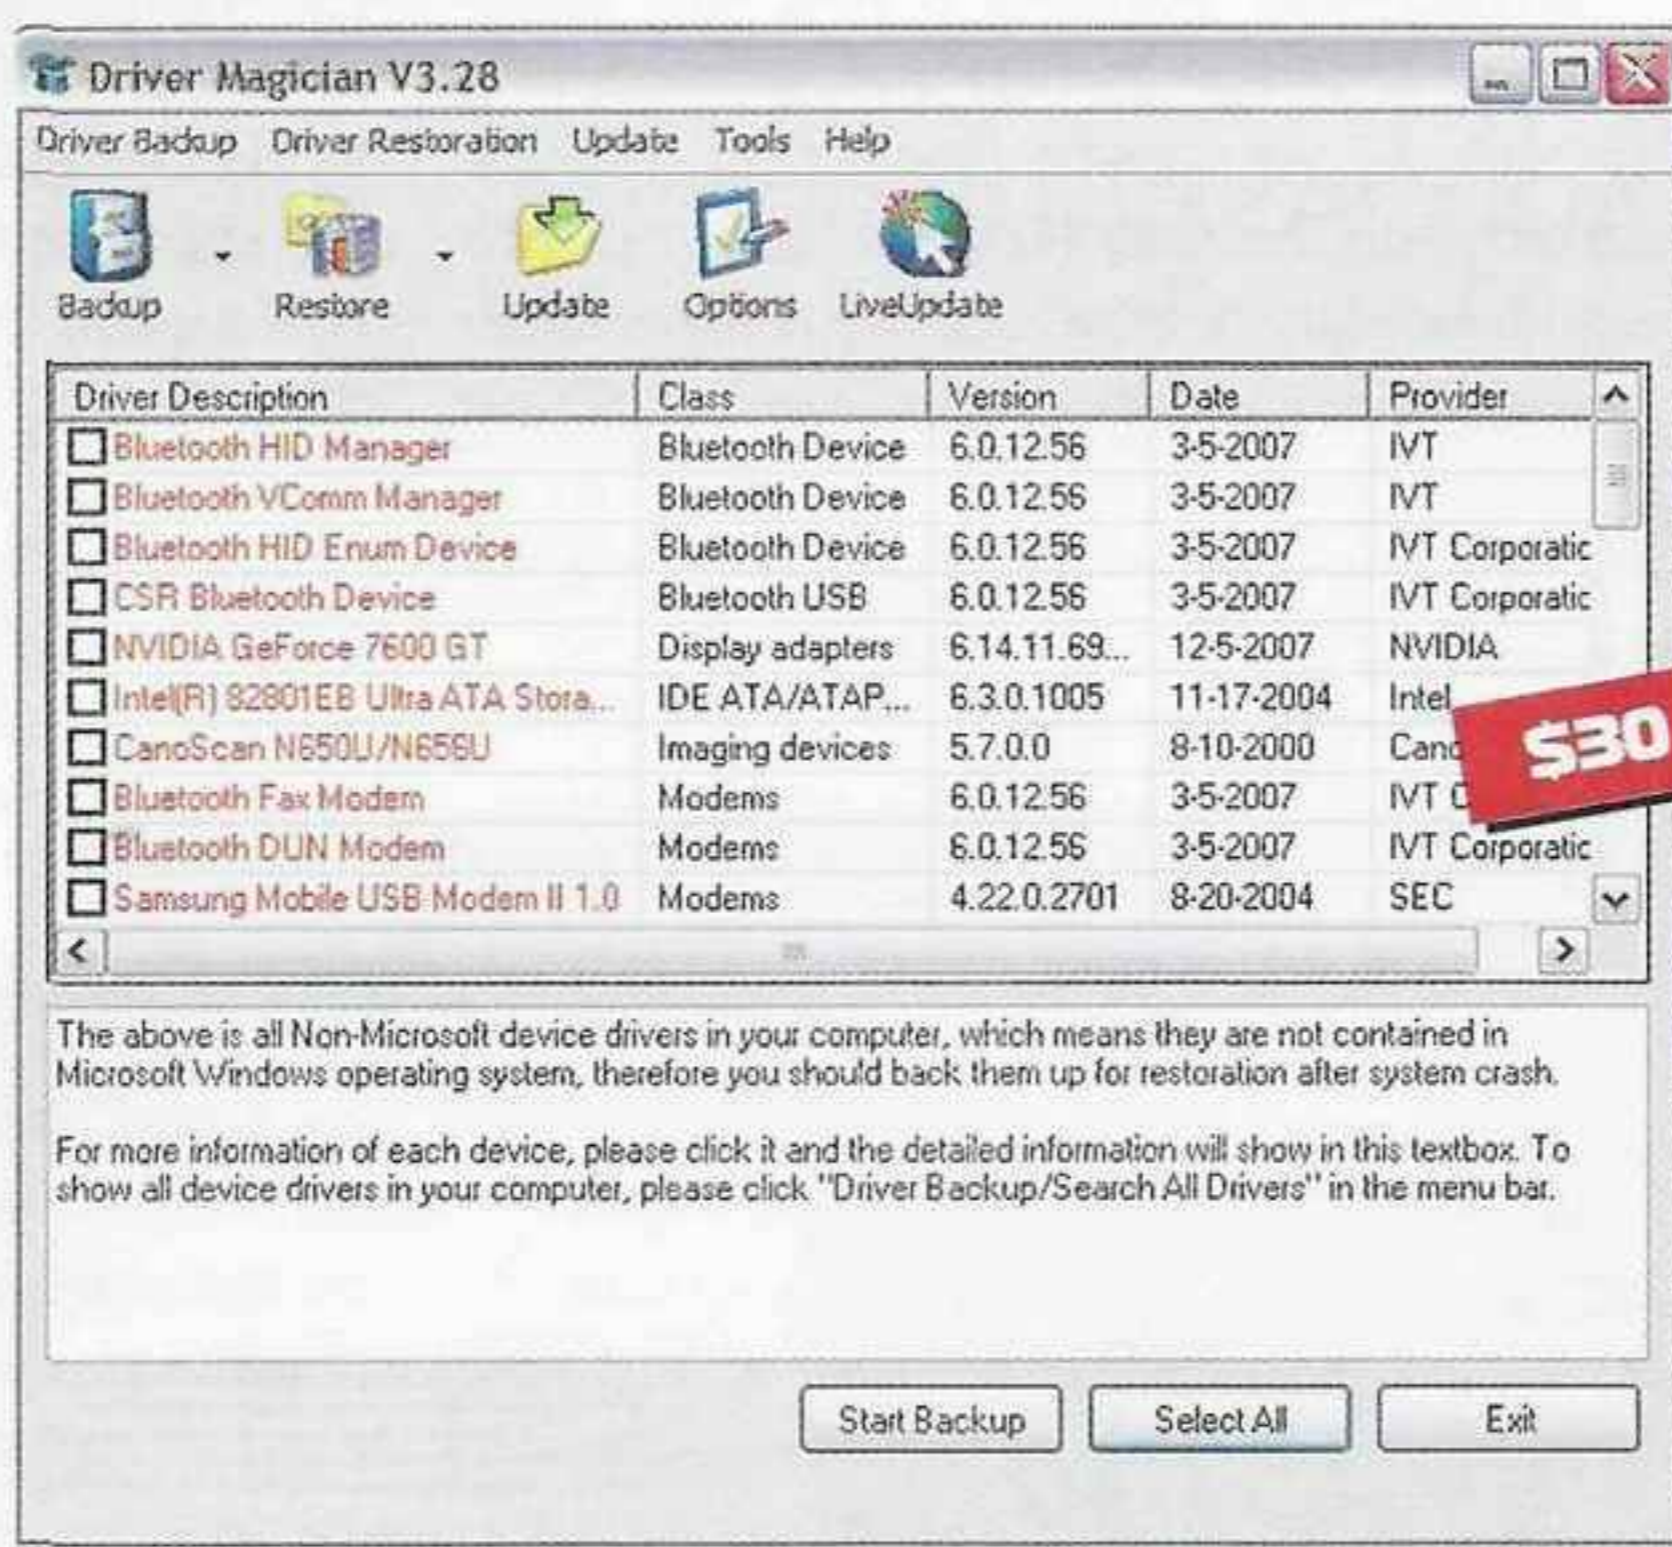 Driver Magician V3.28
Driver Backup Driver Restoration Update Tools Help
Backup Restore Update Options LiveUpdate
Driver Description Class Version Date Provider
Bluetooth HID Manager Bluetooth Device 6.0.12.56 3-5-2007 IVT
Bluetooth VComm Manager Bluetooth Device 6.0.12.56 3-5-2007 IVT
Bluetooth HID Enum Device Bluetooth Device 6.0.12.56 3-5-2007 IVT Corporatic
CSR Bluetooth Device Bluetooth USB 6.0.12.56 3-5-2007 IVT Corporatic
NVIDIA GeForce 7600 GT Display adapters 6.14.11.69... 12-5-2007 NVIDIA
Intel(R) 82801EB Ultra ATA Stora... IDE ATA/ATAP... 6.3.0.1005 11-17-2004 Intel
$30
CanoScan N650U/N656U Imaging devices 5.7.0.0 8-10-2000 Cano
Bluetooth Fax Modem Modems 6.0.12.56 3-5-2007 IVT C
Bluetooth DUN Modem Modems 6.0.12.56 3-5-2007 IVT Corporatic
Samsung Mobile USB Modem II 1.0 Modems 4.22.0.2701 8-20-2004 SEC
The above is all Non-Microsoft device drivers in your computer, which means they are not contained in
Microsoft Windows operating system, therefore you should back them up for restoration after system crash.
For more information of each device, please click it and the detailed information will show in this textbox. To
show all device drivers in your computer, please click "Driver Backup/Search All Drivers" in the menu bar.
Start Backup Select All Exit